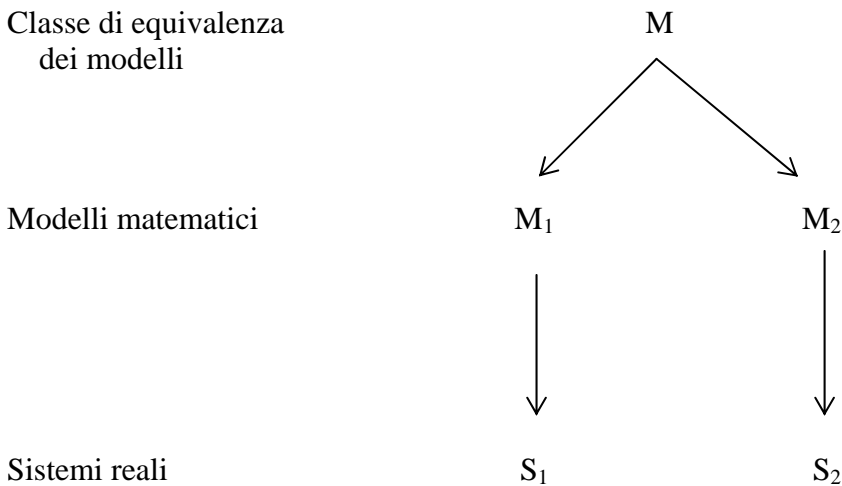 Classe di equivalenza M
dei modelli
Modelli matematici M₁ M₂
Sistemi reali S₁ S₂